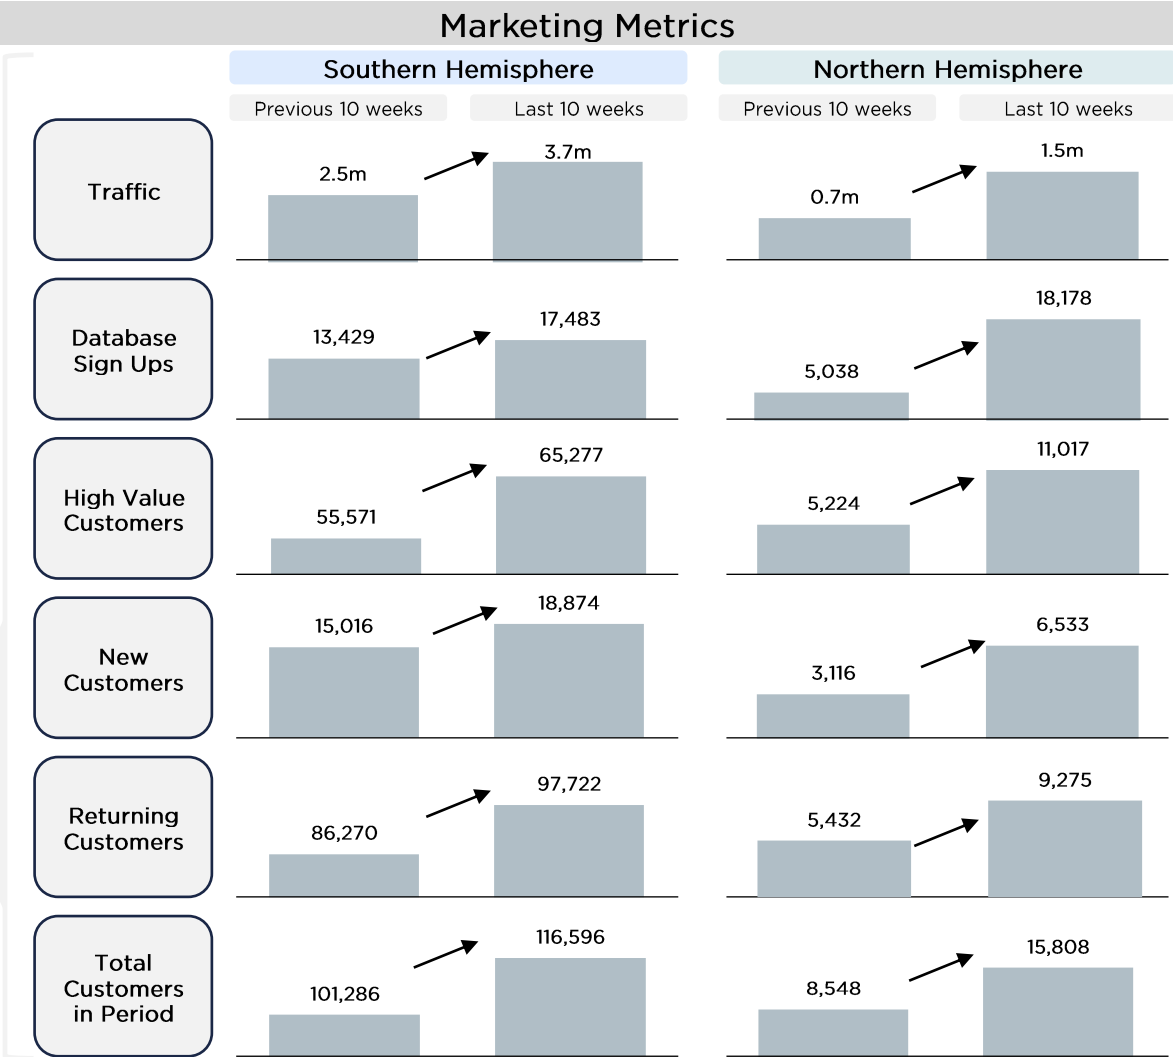 Marketing Metrics
Southern Hemisphere
Northern Hemisphere
Previous 10 weeks
Last 10 weeks
Previous 10 weeks
Last 10 weeks
Traffic
2.5m
3.7m
0.7m
1.5m
Database
Sign Ups
13,429
17,483
5,038
18,178
High Value
Customers
55,571
65,277
5,224
11,017
New
Customers
15,016
18,874
3,116
6,533
Returning
Customers
86,270
97,722
5,432
9,275
Total
Customers
in Period
101,286
116,596
8,548
15,808